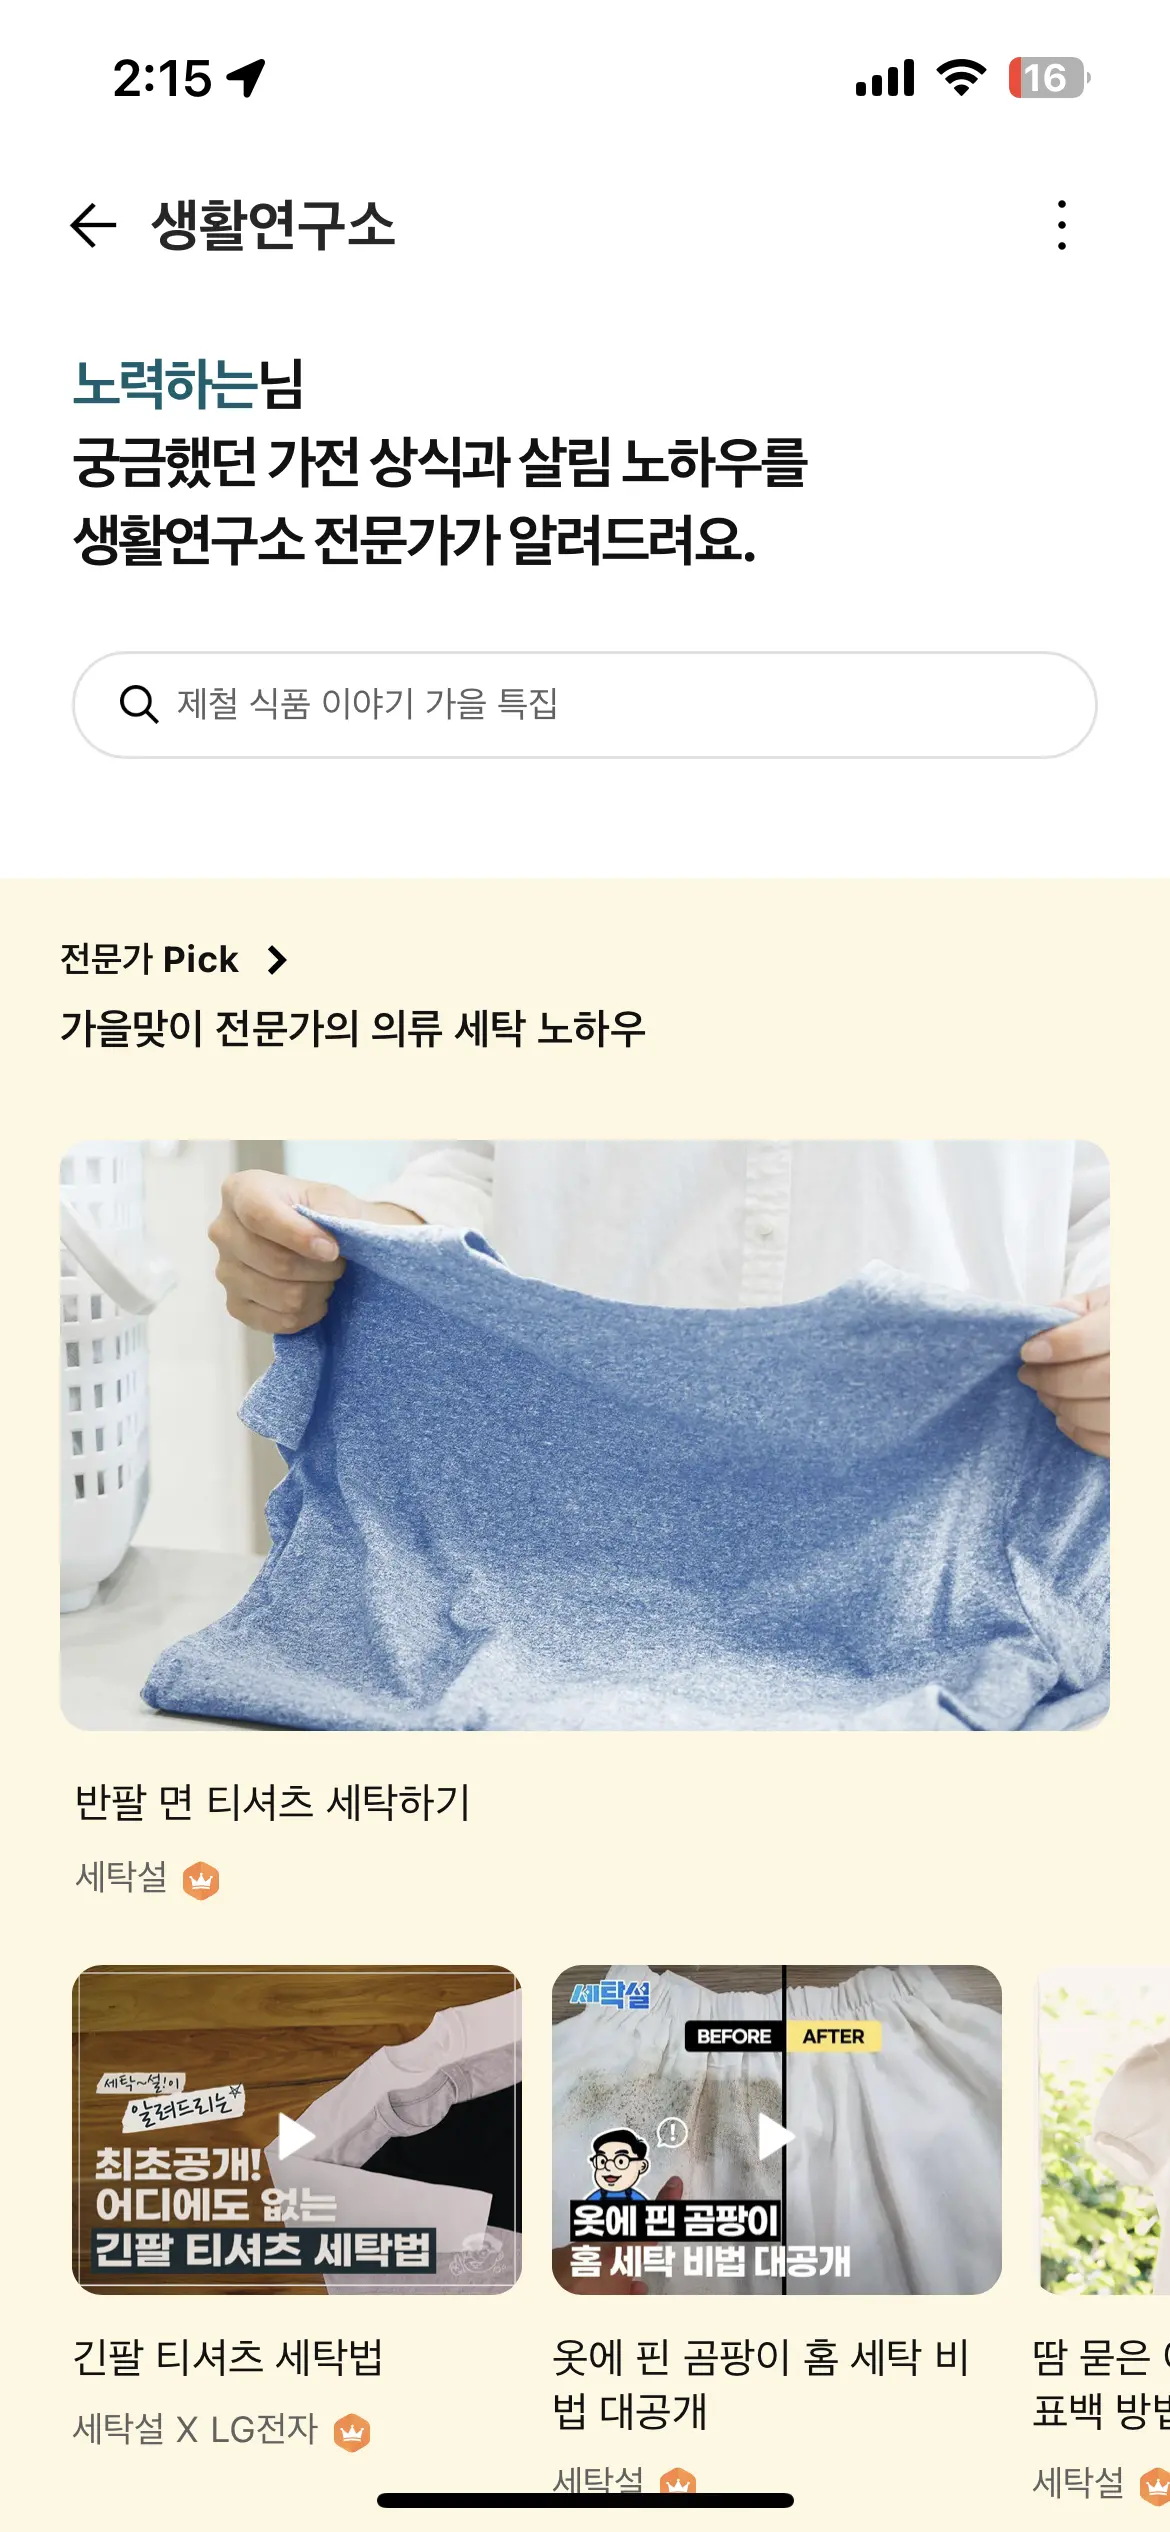 2:15
16
생활연구소
노력하는님
궁금했던 가전 상식과 살림 노하우를
생활연구소 전문가가 알려드려요.
제철 식품 이야기 가을 특집
전문가 Pick
가을맞이 전문가의 의류 세탁 노하우
반팔 면 티셔츠 세탁하기
세탁설
세탁~설!이
알려드리는
최초공개!
어디에도 없는
긴팔 티셔츠 세탁법
세탁설
BEFORE AFTER
옷에 핀 곰팡이
홈 세탁 비법 대공개
긴팔 티셔츠 세탁법
세탁설 X LG전자
옷에 핀 곰팡이 홈 세탁 비
법 대공개
세탁설
땀 묻은
표백 방법
세탁설